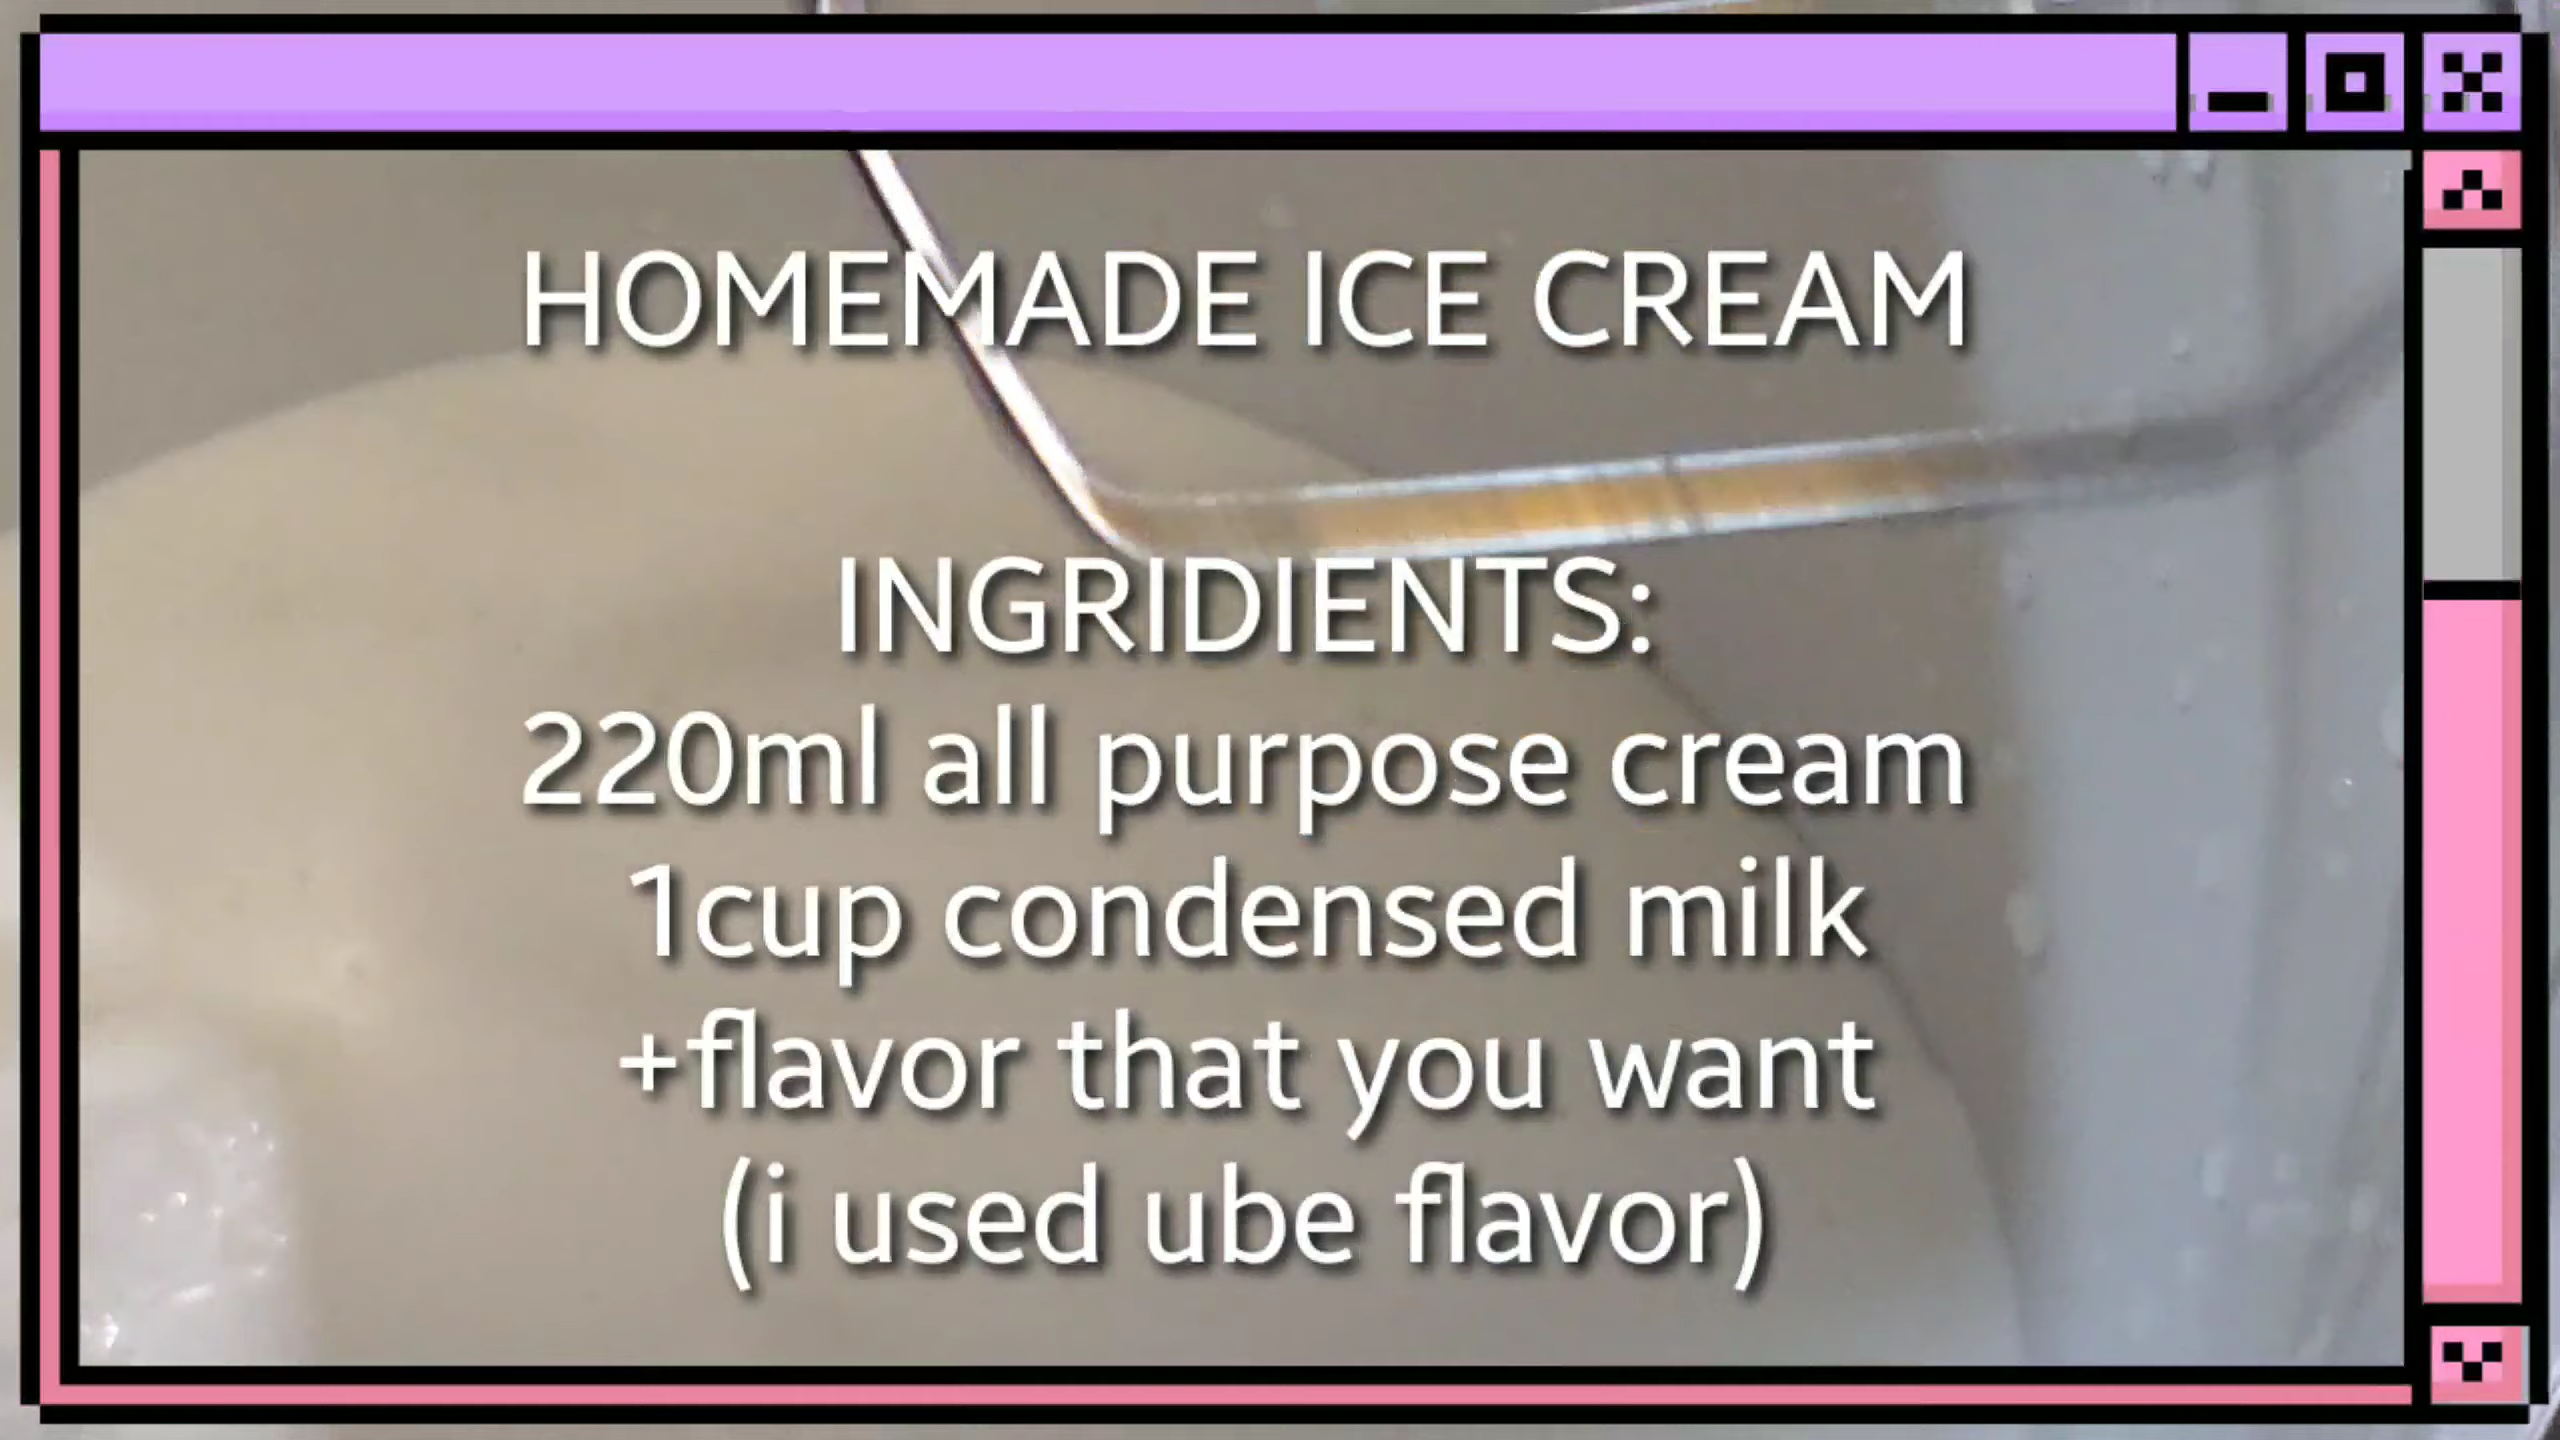 HOMEMADE ICE CREAM
INGRIDIENTS:
220ml all purpose cream
1cup condensed milk
+flavor that you want
(i used ube flavor)